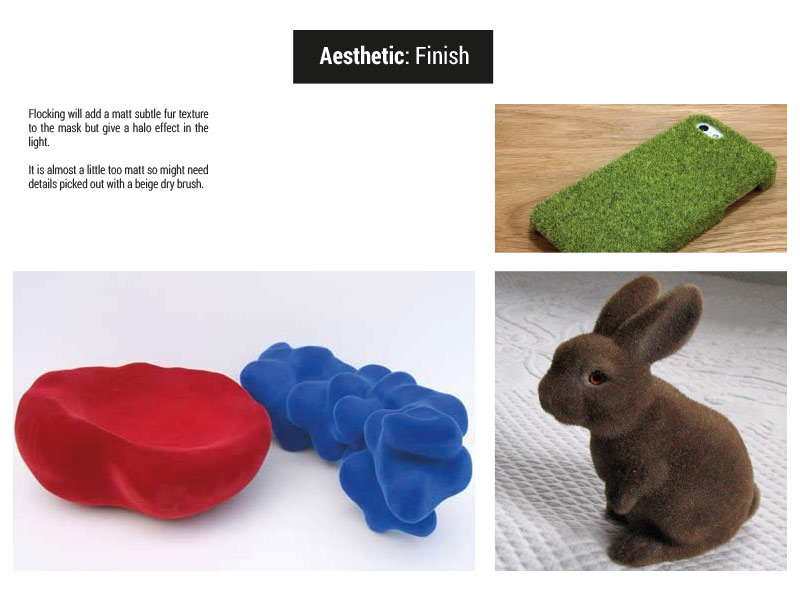 Aesthetic: Finish
Flocking will add a matt subtle fur texture
to the mask but give a halo effect in the
light.
It is almost a little too matt so might need
details picked out with a beige dry brush.